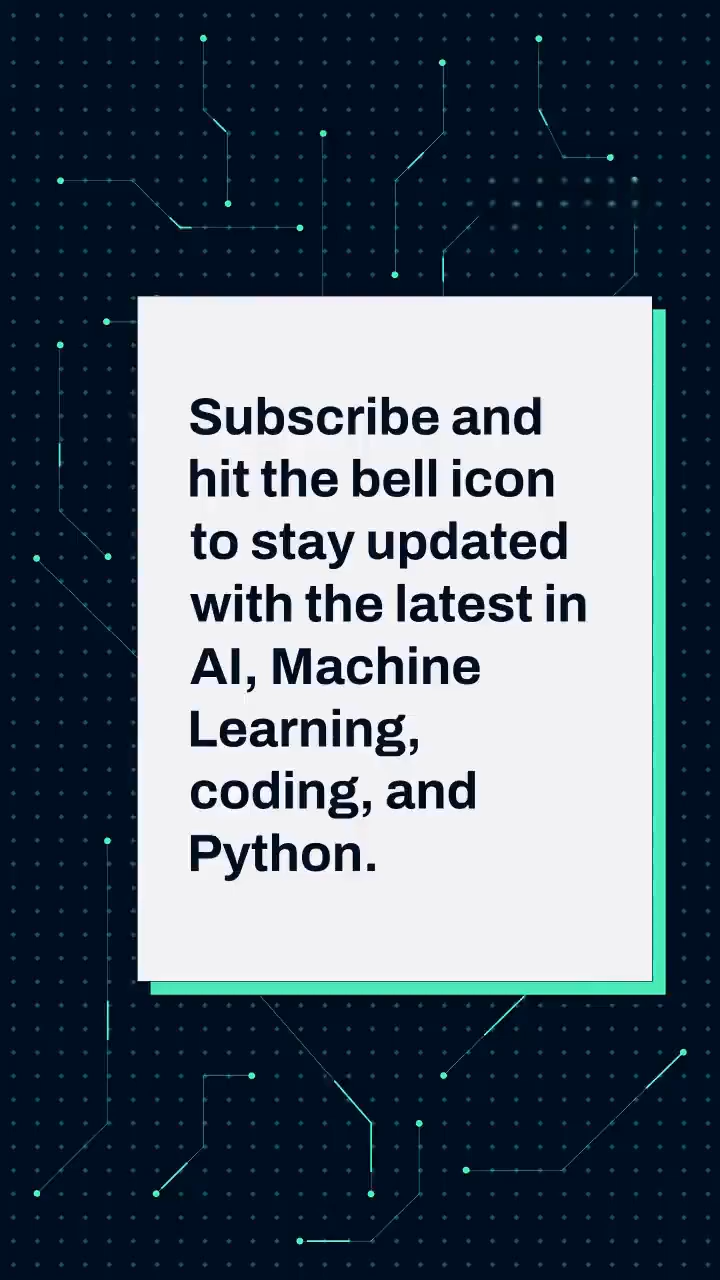 Subscribe and
hit the bell icon
to stay updated
with the latest in
AI, Machine
Learning,
coding, and
Python.